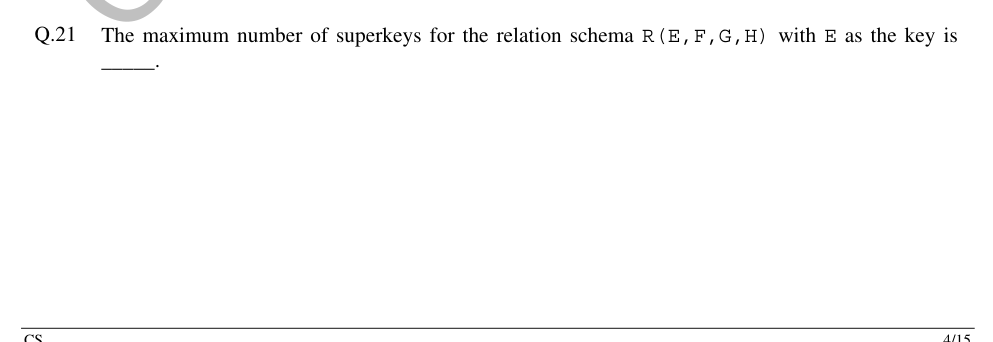 Q.21 The maximum number of superkeys for the relation schema R(E,F,G,H) with E as the key is
_____.
CS 4/15